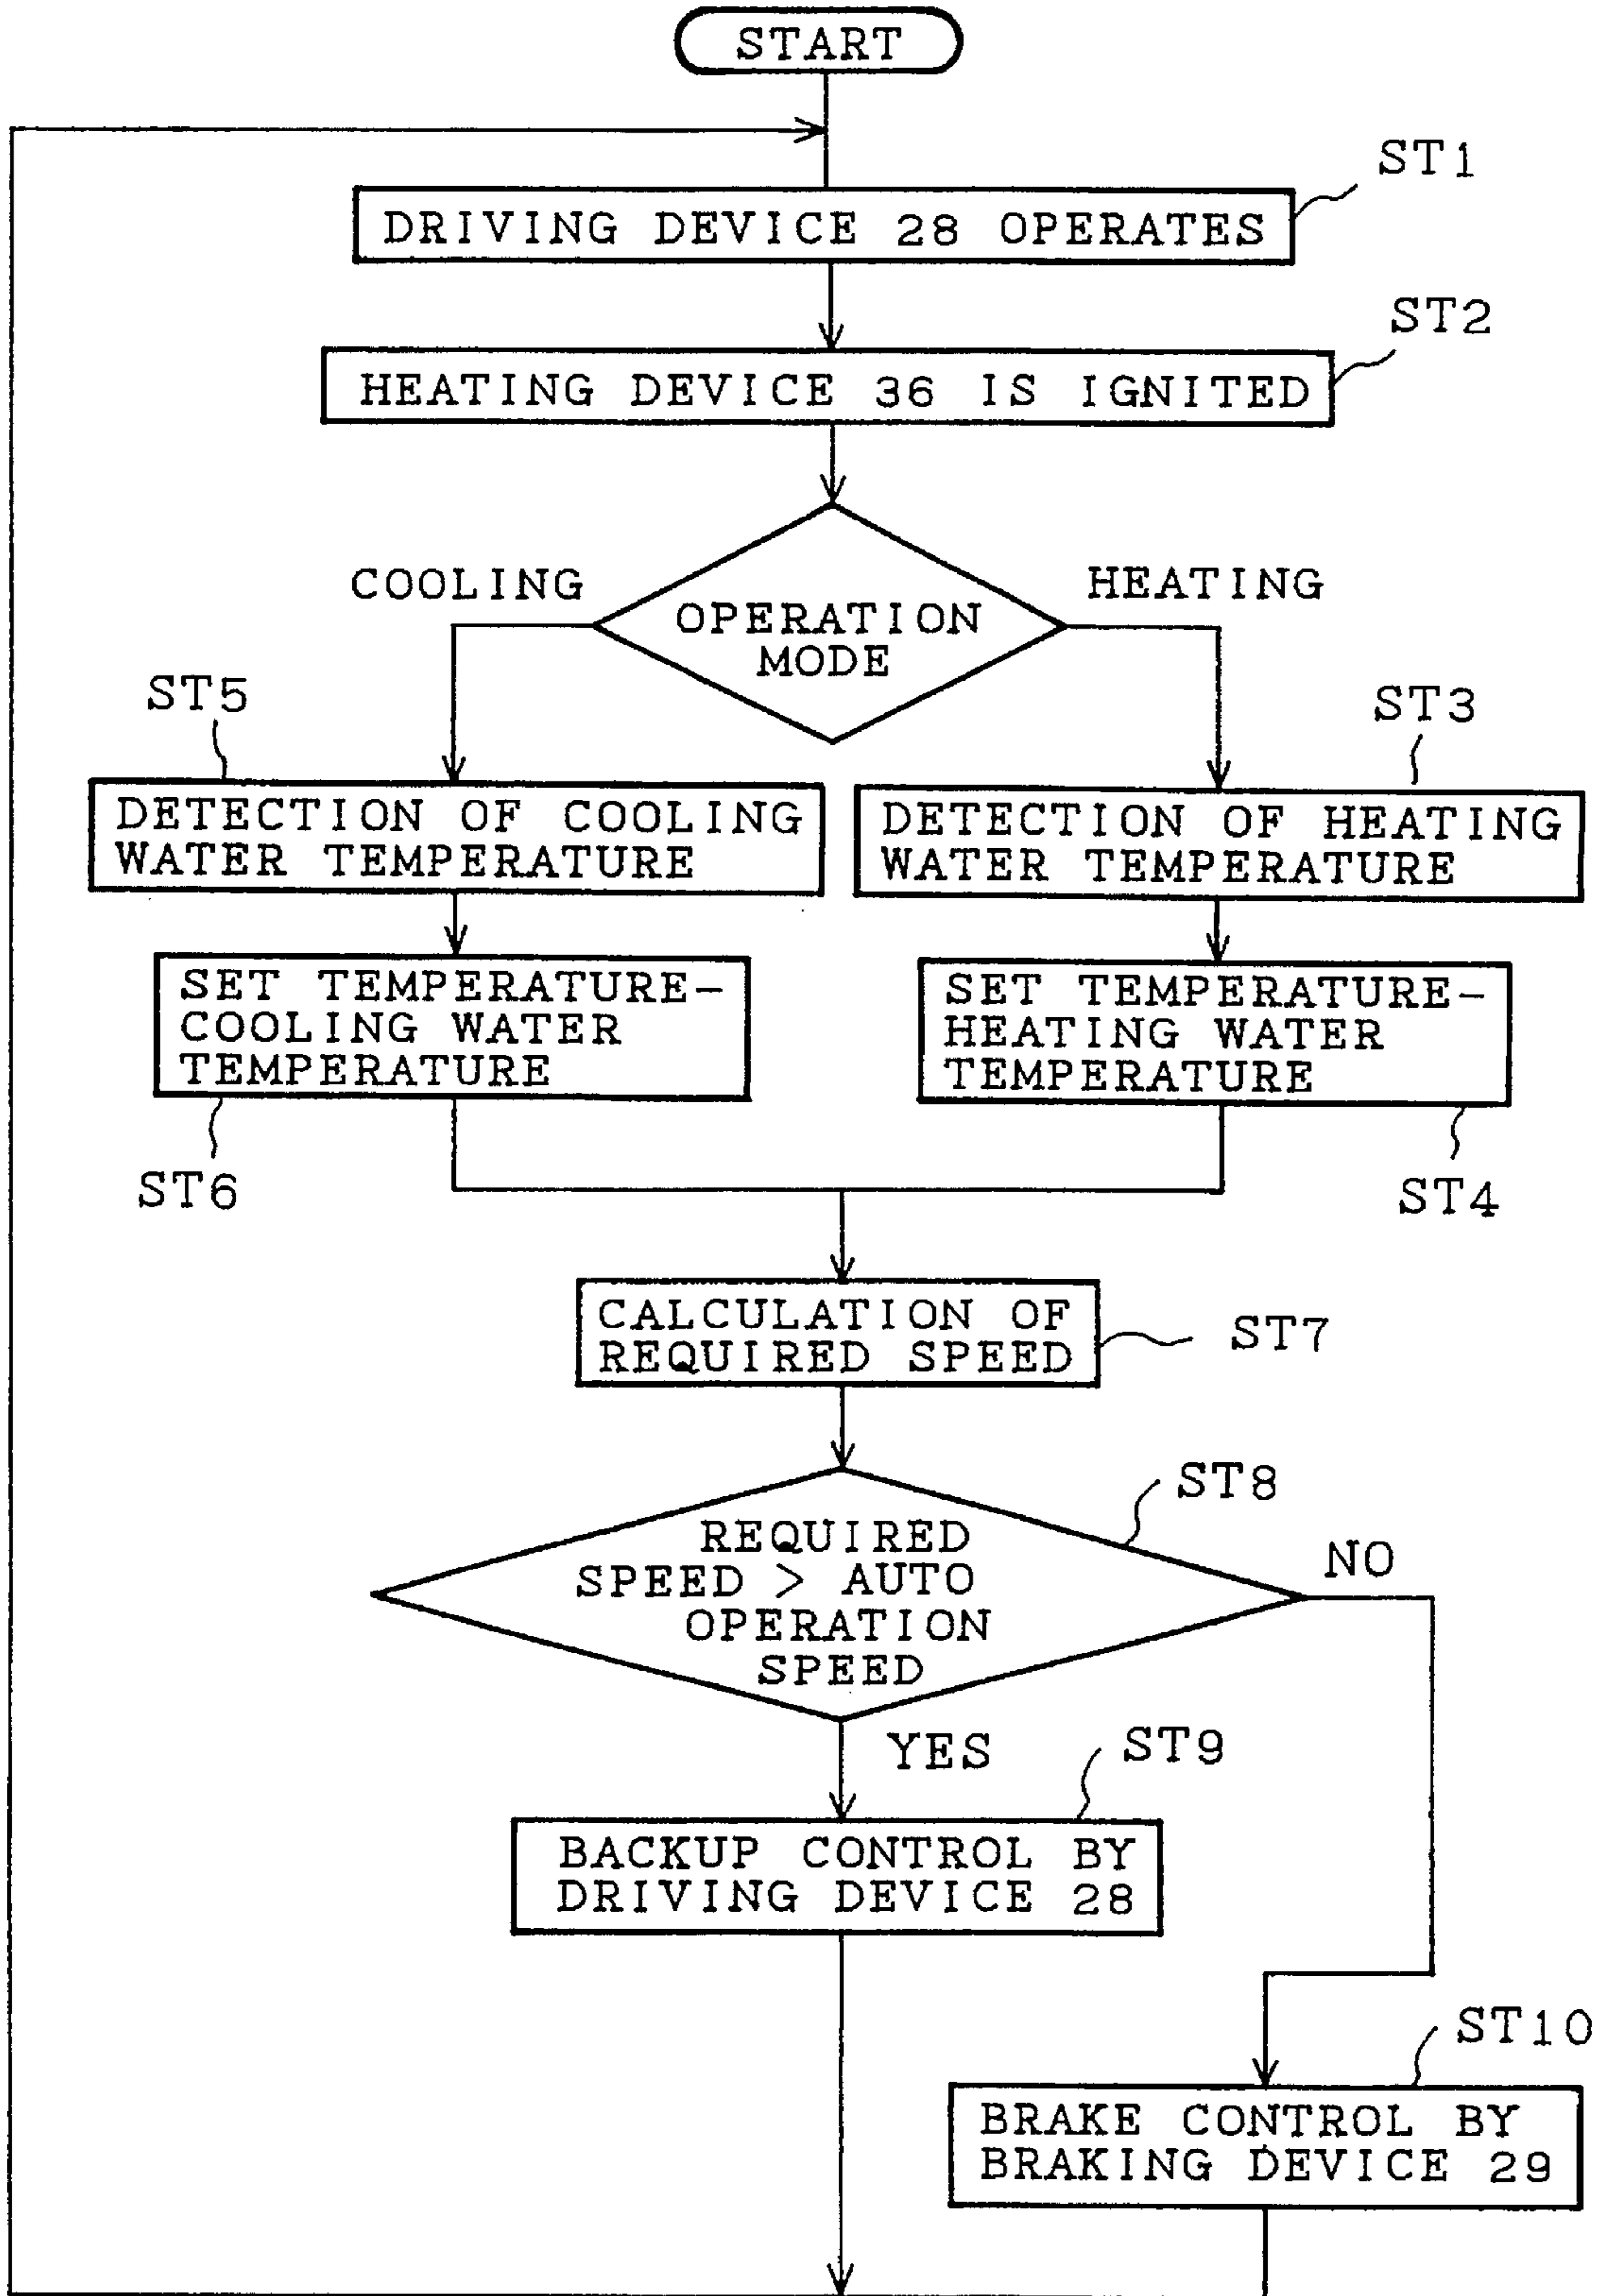 START
ST1
DRIVING DEVICE 28 OPERATES
ST2
HEATING DEVICE 36 IS IGNITED
COOLING
HEATING
OPERATION
MODE
ST5
ST3
DETECTION OF COOLING
WATER TEMPERATURE
DETECTION OF HEATING
WATER TEMPERATURE
SET TEMPERATURE-
COOLING WATER
TEMPERATURE
SET TEMPERATURE-
HEATING WATER
TEMPERATURE
ST6
ST4
CALCULATION OF
REQUIRED SPEED
ST7
ST8
REQUIRED
SPEED > AUTO
OPERATION
SPEED
NO
YES
ST9
BACKUP CONTROL BY
DRIVING DEVICE 28
ST10
BRAKE CONTROL BY
BRAKING DEVICE 29